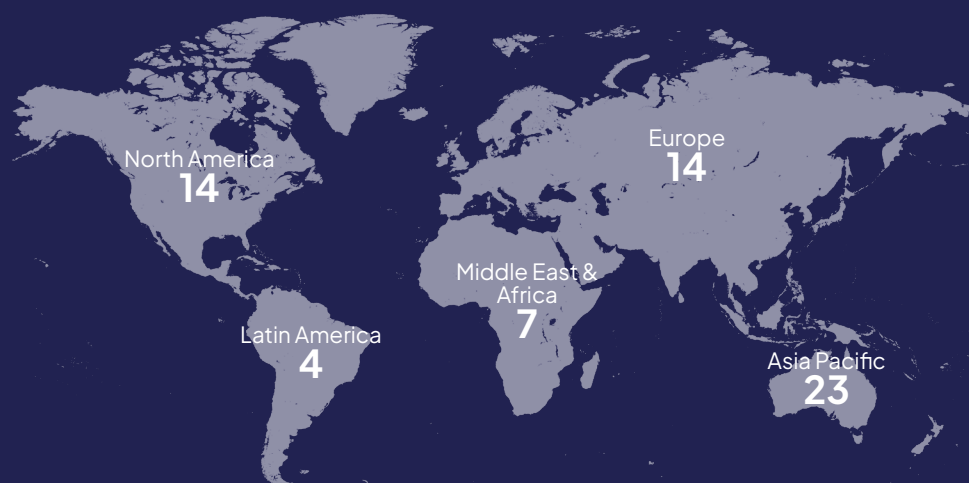 North America
14
Europe
14
Middle East &
Africa
7
Latin America
4
Asia Pacific
23